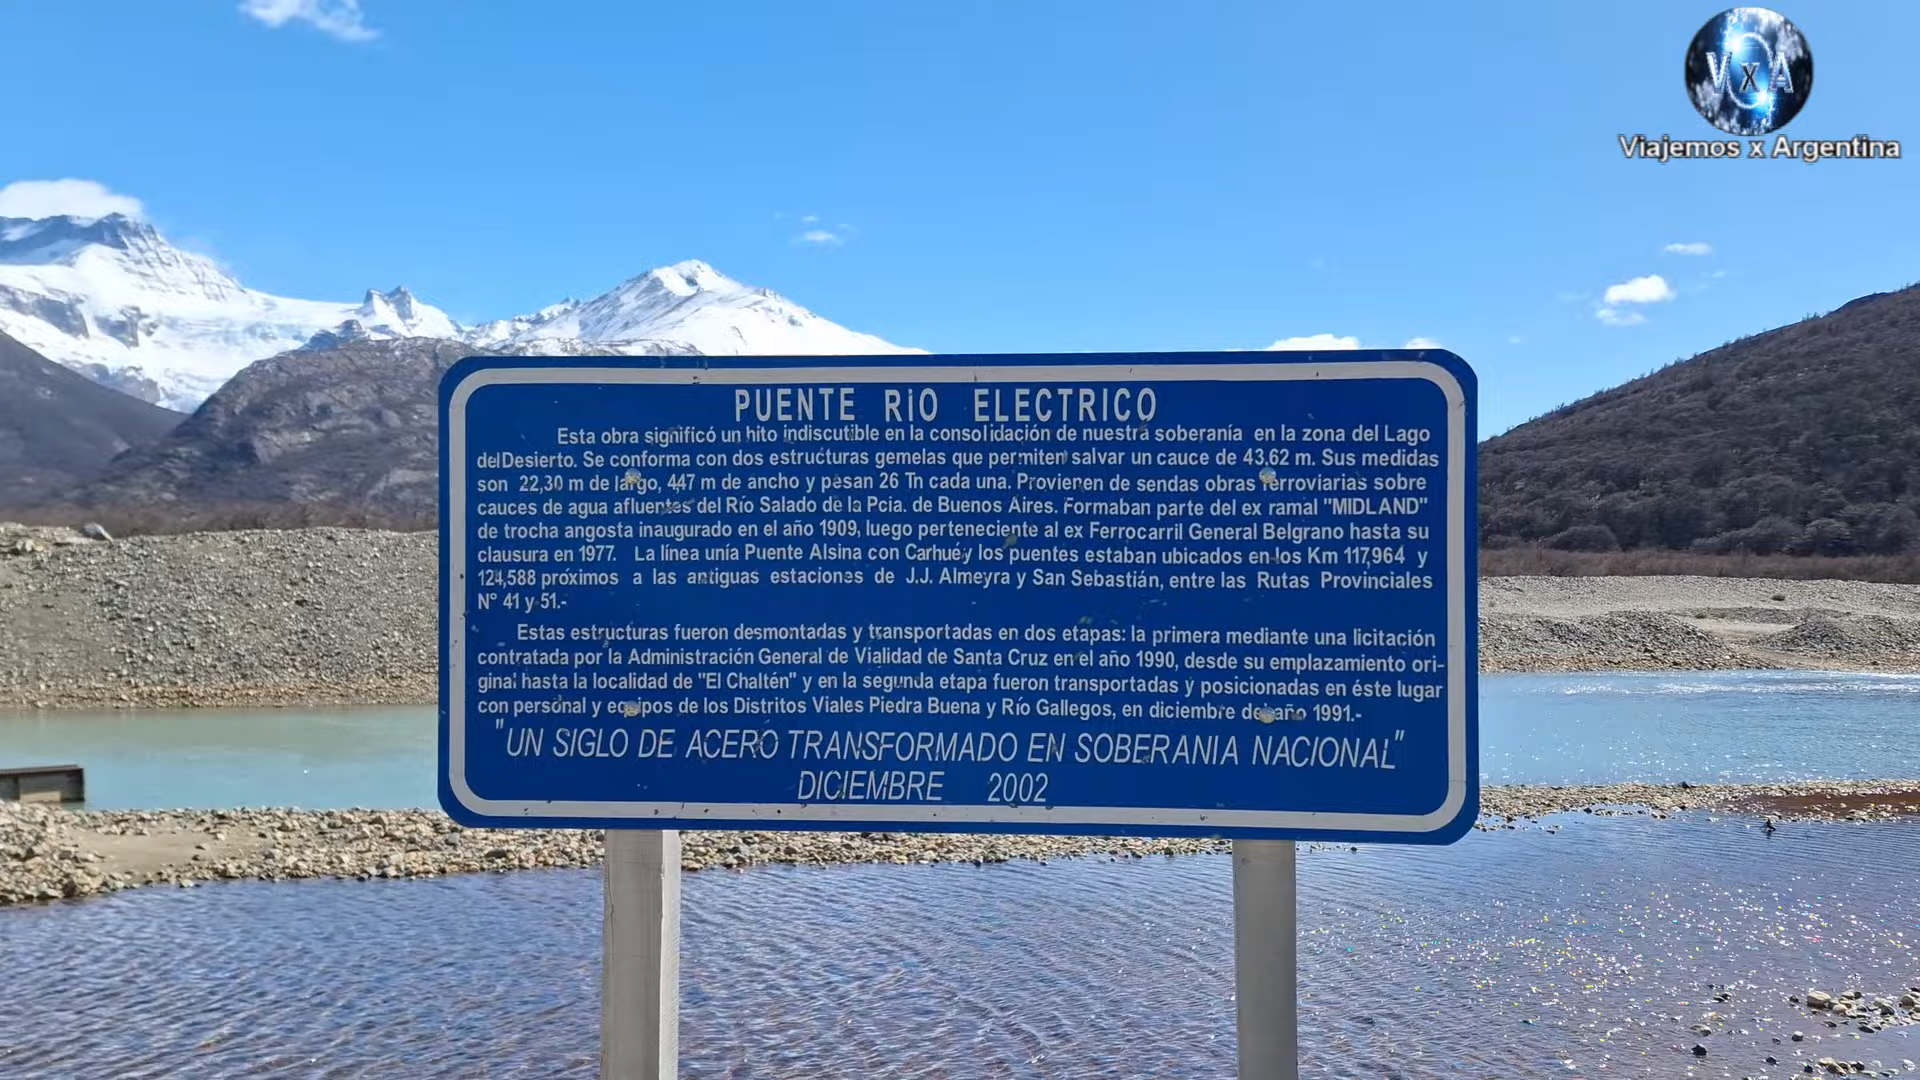 V x A
Viajemos x Argentina
PUENTE RíO ELECTRICO
Esta obra significó un hito indiscutible en la consolidación de nuestra soberanía en la zona del Lago
del Desierto. Se conforma con dos estructuras gemelas que permiten salvar un cauce de 43,62 m. Sus medidas
son 22,30 m de largo, 4,47 m de ancho y pesan 26 Tn cada una. Provienen de sendas obras ferroviarias sobre
cauces de agua afluentes del Río Salado de la Pcia. de Buenos Aires. Formaban parte del ex ramal "MIDLAND"
de trocha angosta inaugurado en el año 1909, luego perteneciente al ex Ferrocarril General Belgrano hasta su
clausura en 1977. La línea unía Puente Alsina con Carhué y los puentes estaban ubicados en los Km 117,964 y
124,588 próximos a las antiguas estaciones de J.J. Almeyra y San Sebastián, entre las Rutas Provinciales
N° 41 y 51.-
Estas estructuras fueron desmontadas y transportadas en dos etapas: la primera mediante una licitación
contratada por la Administración General de Vialidad de Santa Cruz en el año 1990, desde su emplazamiento ori-
ginal hasta la localidad de "El Chaltén" y en la segunda etapa fueron transportadas y posicionadas en éste lugar
con personal y equipos de los Distritos Viales Piedra Buena y Río Gallegos, en diciembre del año 1991.-
"UN SIGLO DE ACERO TRANSFORMADO EN SOBERANIA NACIONAL"
DICIEMBRE 2002